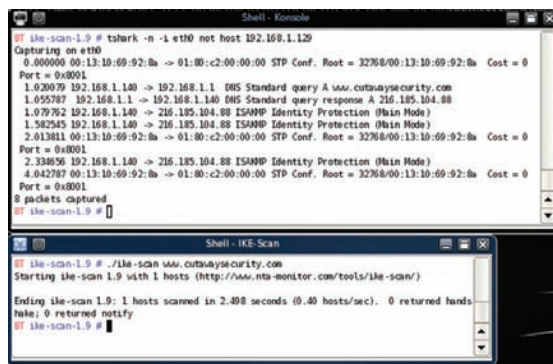 Shell - Konsole
BT ike-scan-1.9 # tshark -n -i eth0 not host 192.168.1.129
Capturing on eth0
0.000000 00:13:10:69:92:8a -> 01:80:c2:00:00:00 STP Conf. Root = 32768/00:13:10:69:92:8a Cost = 0
Port = 0x8001
1.020079 192.168.1.140 -> 192.168.1.1 DNS Standard query A www.cutawaysecurity.com
1.055787 192.168.1.1 -> 192.168.1.140 DNS Standard query response A 216.185.104.88
1.079762 192.168.1.140 -> 216.185.104.88 ISAKMP Identity Protection (Main Mode)
1.582545 192.168.1.140 -> 216.185.104.88 ISAKMP Identity Protection (Main Mode)
2.013811 00:13:10:69:92:8a -> 01:80:c2:00:00:00 STP Conf. Root = 32768/00:13:10:69:92:8a Cost = 0
Port = 0x8001
2.334656 192.168.1.140 -> 216.185.104.88 ISAKMP Identity Protection (Main Mode)
4.042787 00:13:10:69:92:8a -> 01:80:c2:00:00:00 STP Conf. Root = 32768/00:13:10:69:92:8a Cost = 0
Port = 0x8001
8 packets captured
BT ike-scan-1.9 #
Shell - IKE-Scan
BT ike-scan-1.9 # ./ike-scan www.cutawaysecurity.com
Starting ike-scan 1.9 with 1 hosts (http://www.nta-monitor.com/tools/ike-scan/)
Ending ike-scan 1.9: 1 hosts scanned in 2.498 seconds (0.40 hosts/sec). 0 returned hands
hake; 0 returned notify
BT ike-scan-1.9 #